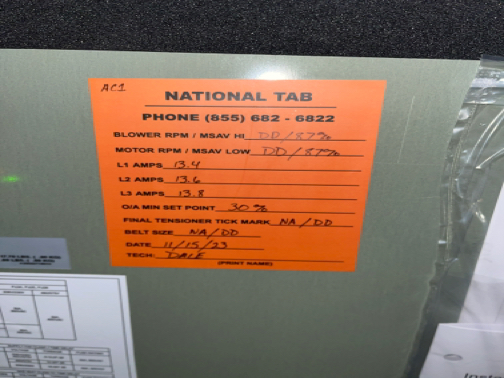 AC1
NATIONAL TAB
PHONE (855) 682 - 6822
BLOWER RPM / MSAV HI DD/87%
MOTOR RPM / MSAV LOW DD/87%
L1 AMPS 13.4
L2 AMPS 13.6
L3 AMPS 13.8
O/A MIN SET POINT 30%
FINAL TENSIONER TICK MARK NA/DD
BELT SIZE NA/DD
DATE 11/15/23
TECH: DALE
(PRINT NAME)